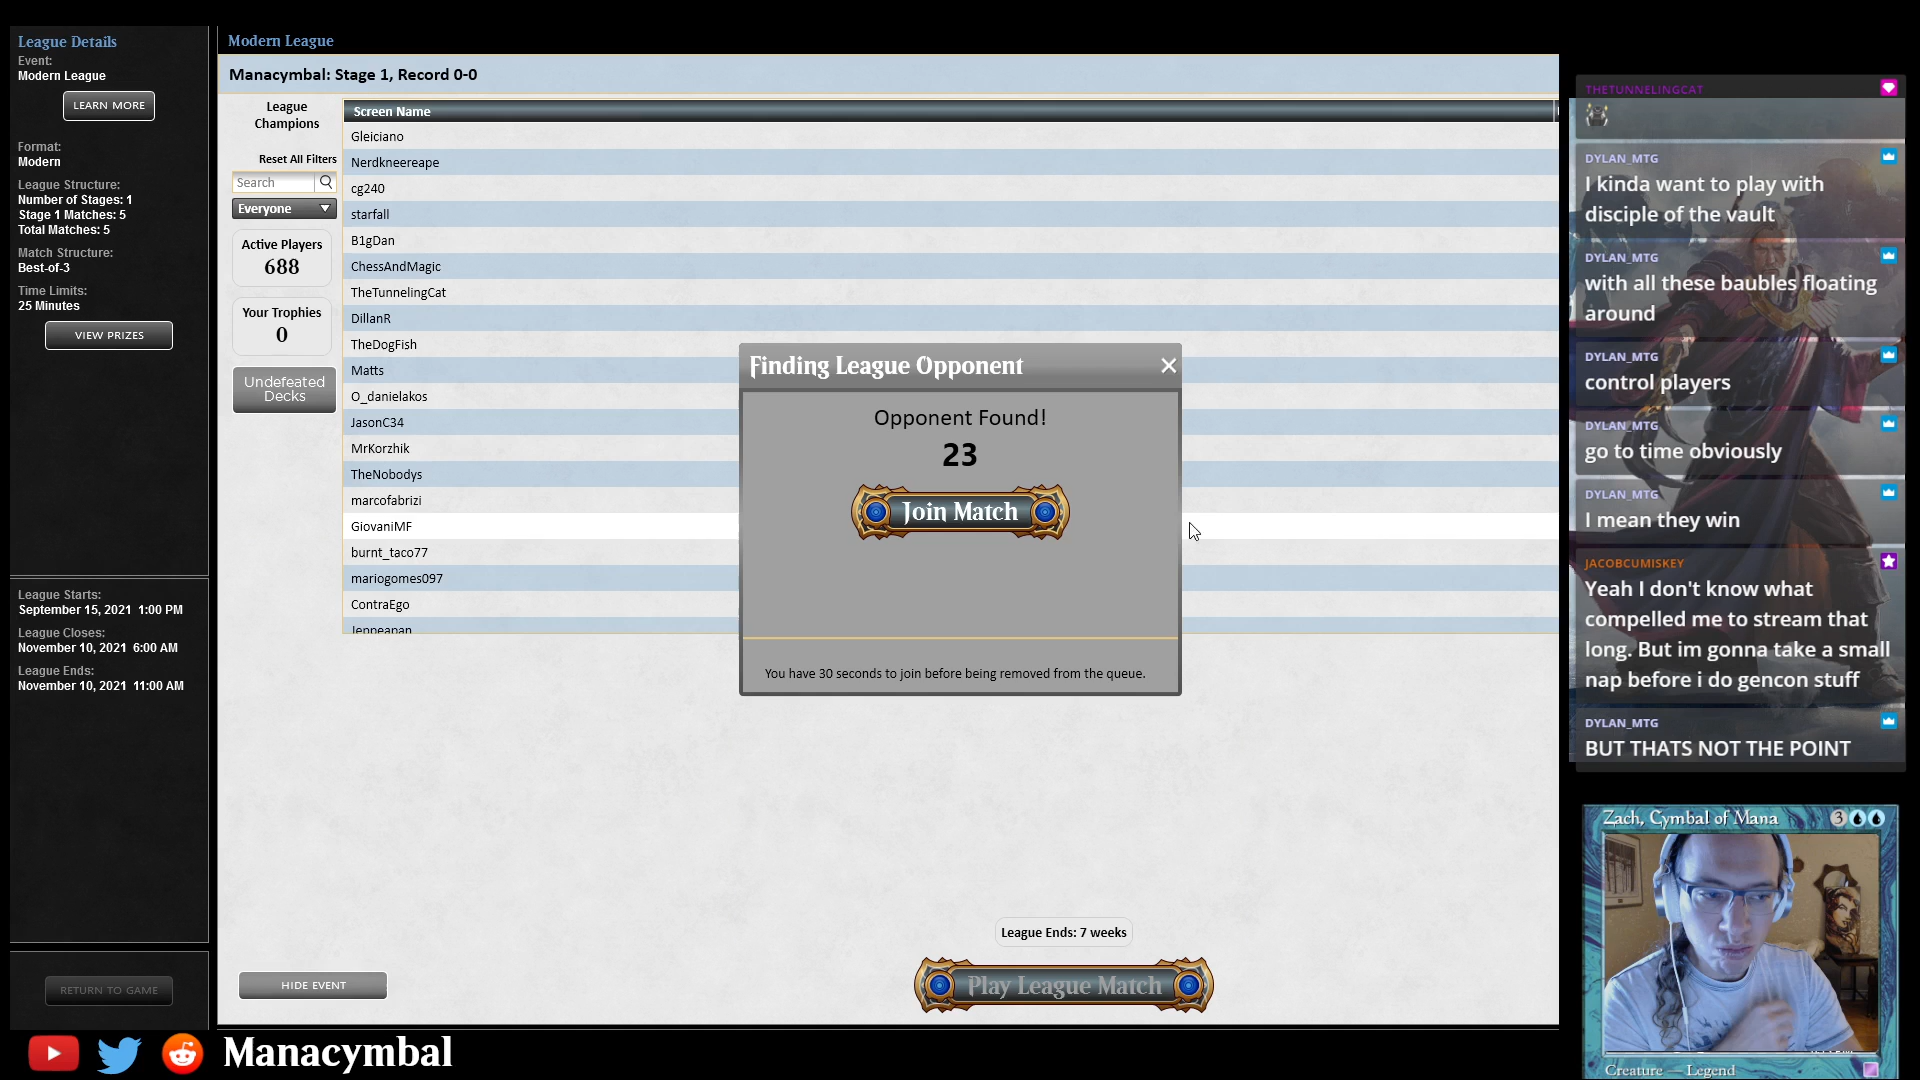 League Details
Event:
Modern League
LEARN MORE
Format:
Modern
League Structure:
Number of Stages: 1
Stage 1 Matches: 5
Total Matches: 5
Match Structure:
Best-of-3
Time Limits:
25 Minutes
VIEW PRIZES
League Starts:
September 15, 2021 1:00 PM
League Closes:
November 10, 2021 6:00 AM
League Ends:
November 10, 2021 11:00 AM
RETURN TO GAME
Modern League
Manacymbal: Stage 1, Record 0-0
League
Champions
Reset All Filters
Search
Everyone
Active Players
688
Your Trophies
0
Undefeated
Decks
Screen Name
Gleiciano
Nerdkneereape
cg240
starfall
B1gDan
ChessAndMagic
TheTunnelingCat
DillanR
TheDogFish
Matts
O_danielakos
JasonC34
MrKorzhik
TheNobodys
marcofabrizi
GiovaniMF
burnt_taco77
mariogomes097
ContraEgo
Jeppeapan
Finding League Opponent
Opponent Found!
23
Join Match
You have 30 seconds to join before being removed from the queue.
League Ends: 7 weeks
HIDE EVENT
Play League Match
Manacymbal
THETUNNELINGCAT
DYLAN_MTG
I kinda want to play with
disciple of the vault
DYLAN_MTG
with all these baubles floating
around
DYLAN_MTG
control players
DYLAN_MTG
go to time obviously
DYLAN_MTG
I mean they win
JACOBCUMISKEY
Yeah I don't know what
compelled me to stream that
long. But im gonna take a small
nap before i do gencon stuff
DYLAN_MTG
BUT THATS NOT THE POINT
Zach, Cymbal of Mana 3
Creature — Legend